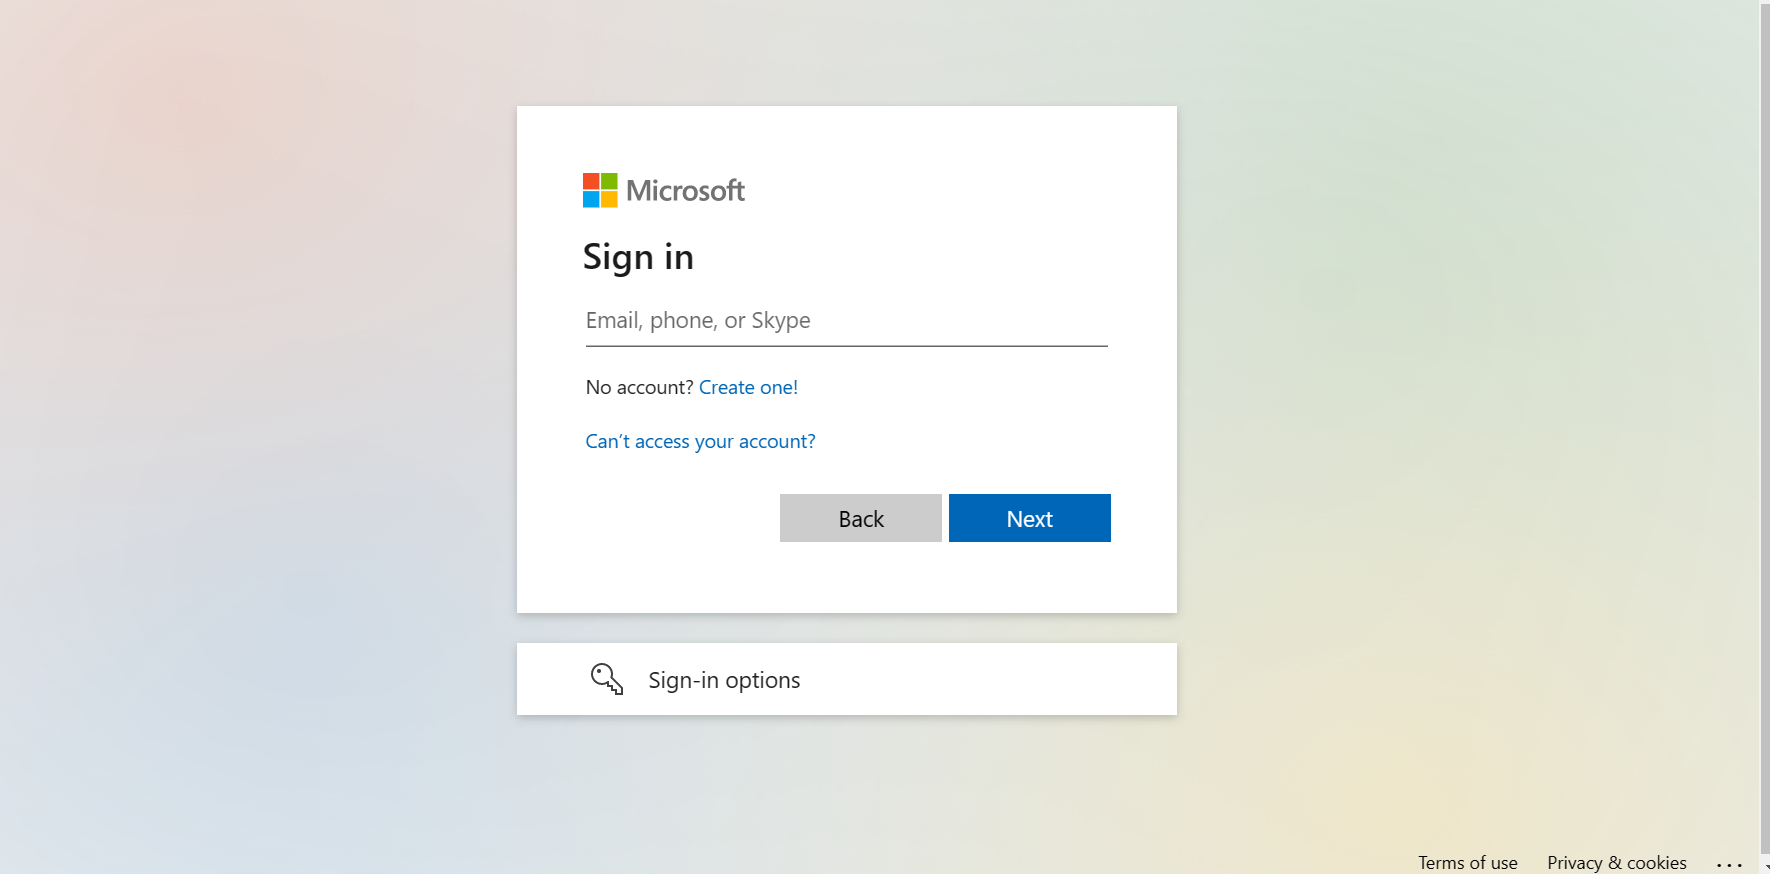 Microsoft
Sign in
Email, phone, or Skype
No account? Create one!
Can't access your account?
Back
Next
Sign-in options
Terms of use
Privacy & cookies
...